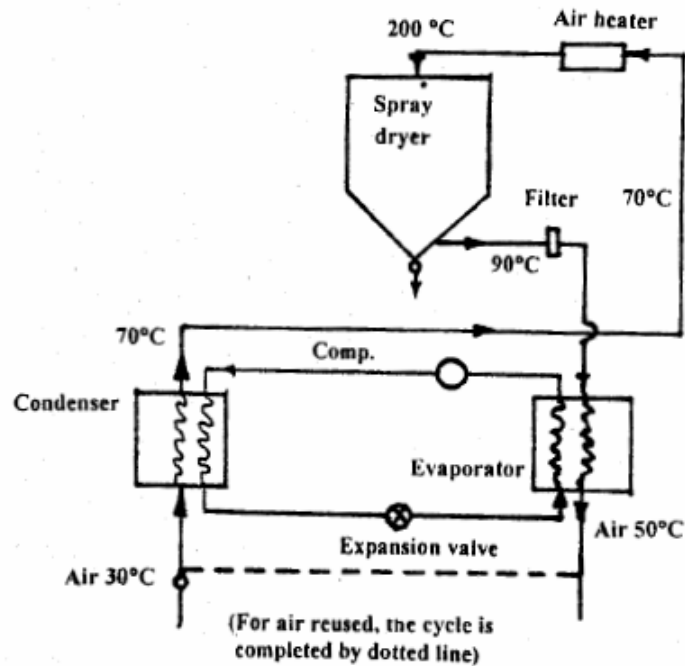 Air heater
200 °C
Spray
dryer
Filter
70°C
90°C
70°C
Comp.
Condenser
Evaporator
Air 50°C
Expansion valve
Air 30°C
(For air reused, the cycle is
completed by dotted line)